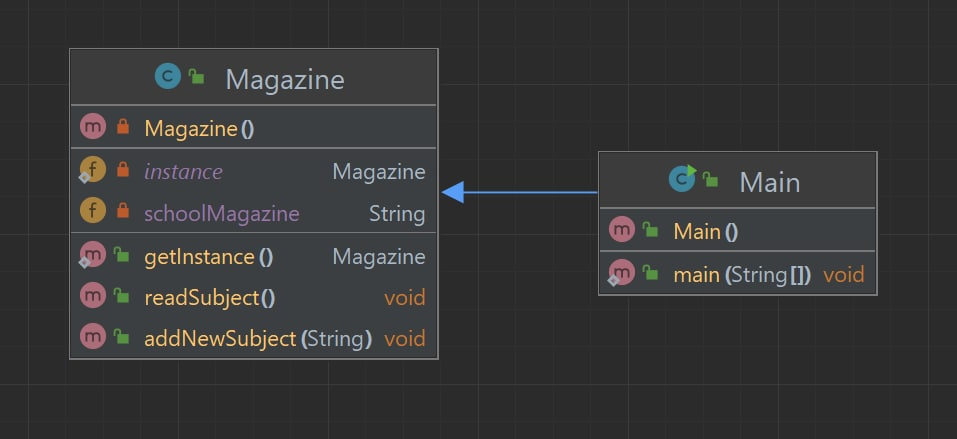 Magazine
Magazine()
instance Magazine
schoolMagazine String
getInstance() Magazine
readSubject() void
addNewSubject(String) void
Main
Main()
main(String[]) void